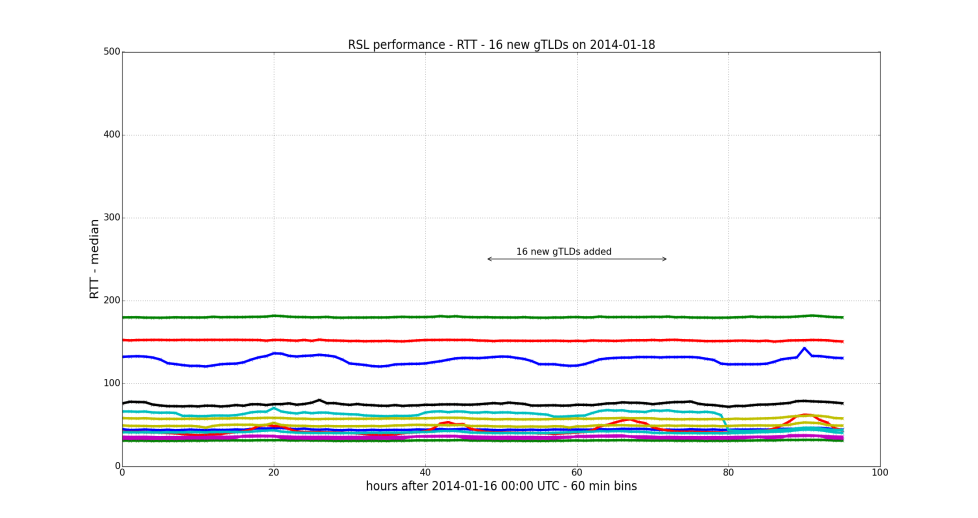 RSL performance - RTT - 16 new gTLDs on 2014-01-18
500
400
300
200
100
0
RTT - median
16 new gTLDs added
0 20 40 60 80 100
hours after 2014-01-16 00:00 UTC - 60 min bins